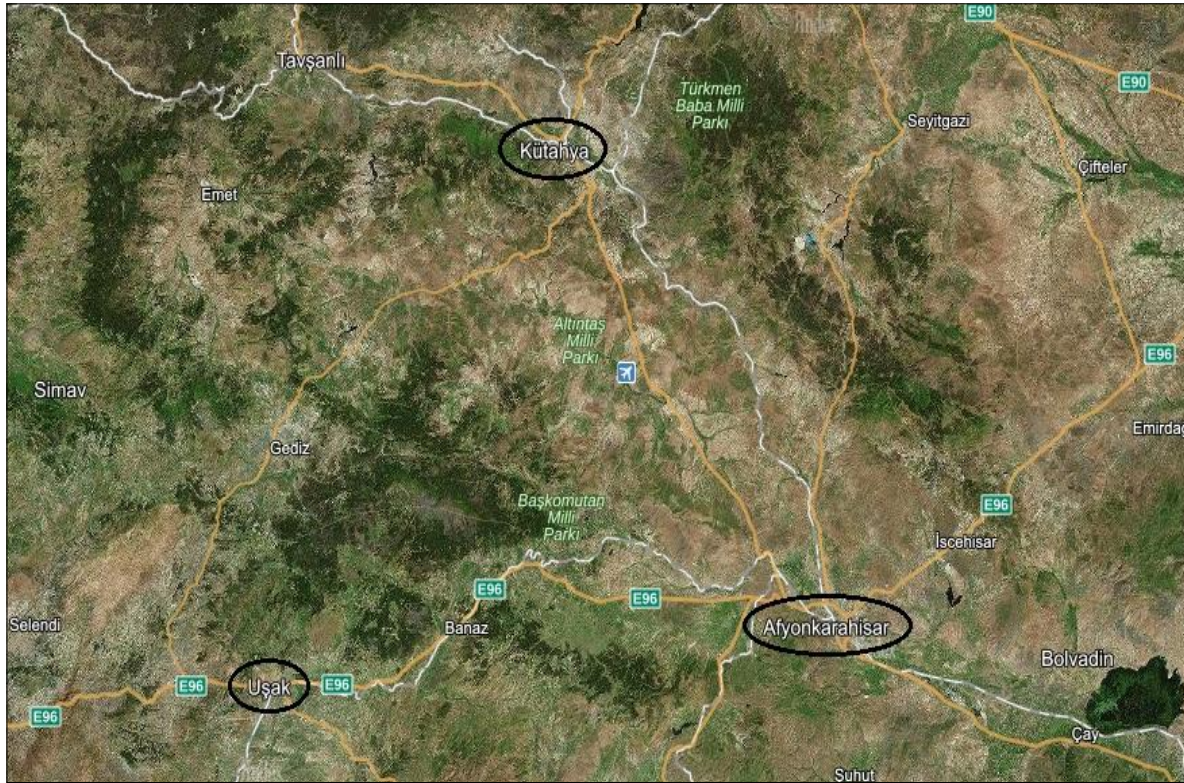 E90
Tavşanlı
E90
Türkmen
Baba Milli
Parkı
Seyitgazi
Kütahya
Çifteler
Emet
Altıntaş
Milli
Parkı
E96
Simav
Emirdağ
Gediz
Başkomutan
Milli
Parkı
E96
İscehisar
E96
E96
Selendi
Banaz
Afyonkarahisar
Bolvadin
E96
Uşak
E96
E96
Çay
Şuhut